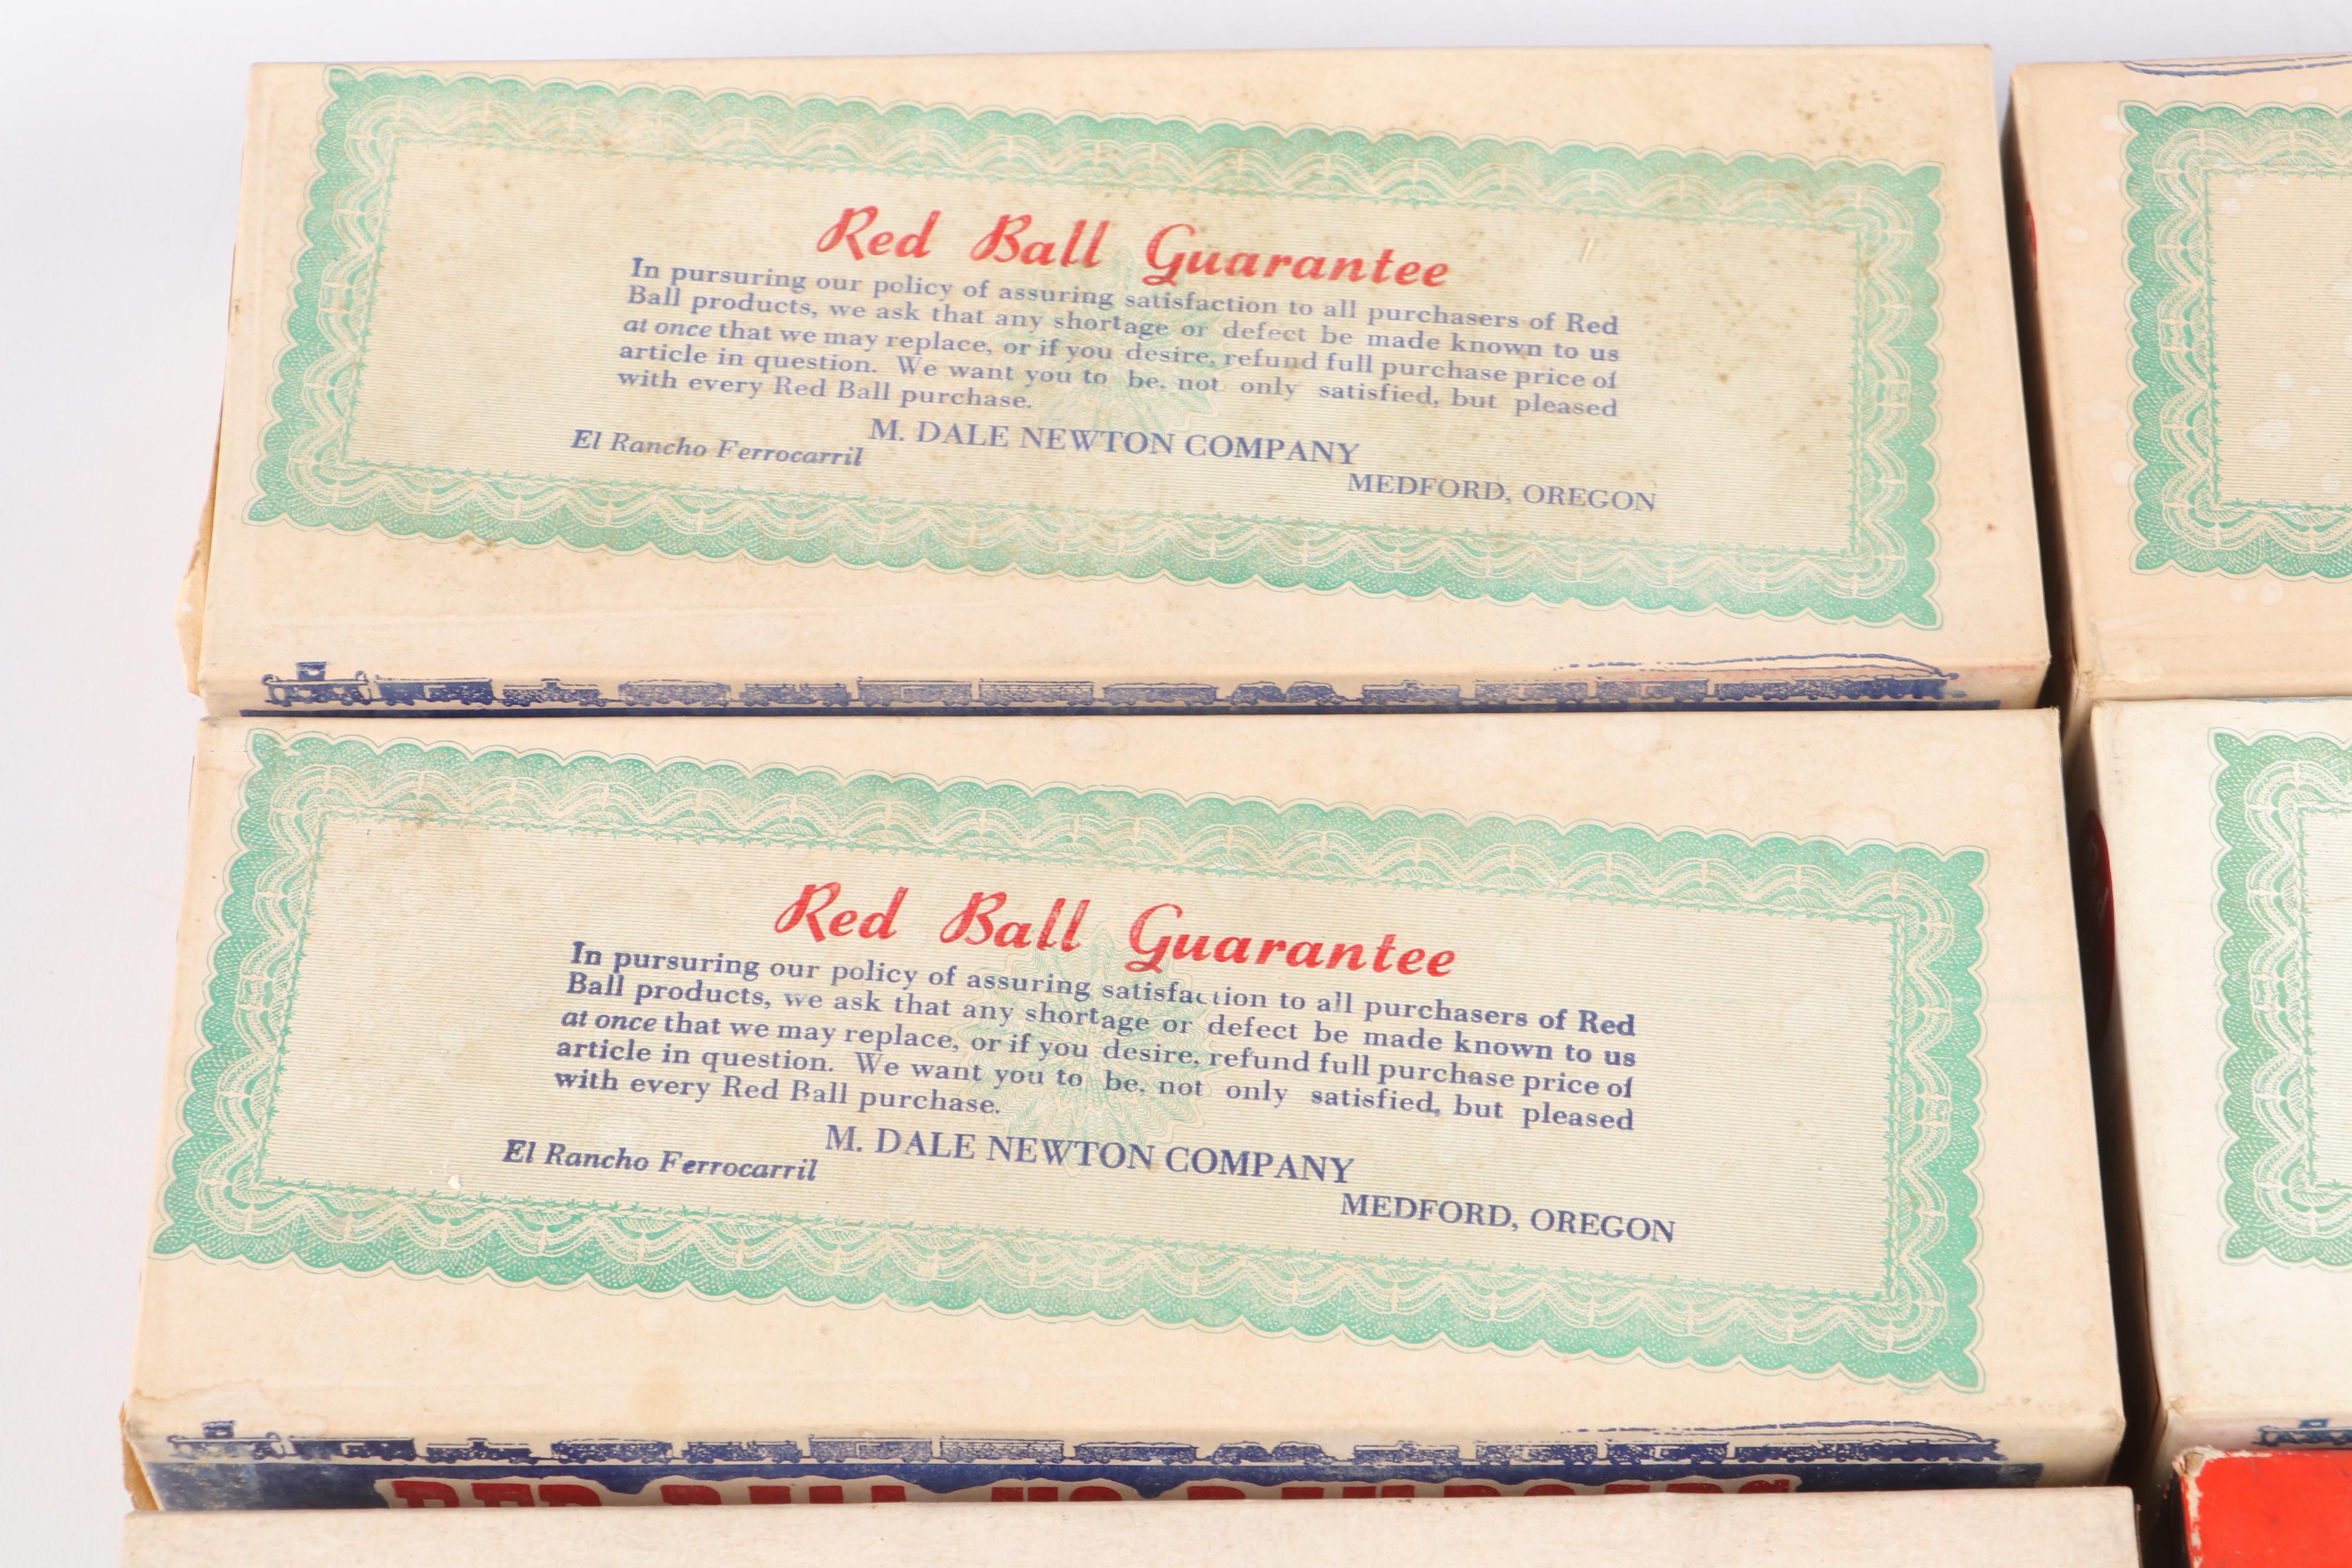 Red Ball Guarantee
In pursuring our policy of assuring satisfaction to all purchasers of Red
Ball products, we ask that any shortage or defect be made known to us
at once that we may replace, or if you desire, refund full purchase price of
article in question. We want you to be, not only satisfied, but pleased
with every Red Ball purchase.
M. DALE NEWTON COMPANY
El Rancho Ferrocarril
MEDFORD, OREGON
Red Ball Guarantee
In pursuring our policy of assuring satisfaction to all purchasers of Red
Ball products, we ask that any shortage or defect be made known to us
at once that we may replace, or if you desire, refund full purchase price of
article in question. We want you to be, not only satisfied, but pleased
with every Red Ball purchase.
M. DALE NEWTON COMPANY
El Rancho Ferrocarril
MEDFORD, OREGON
RED BALL